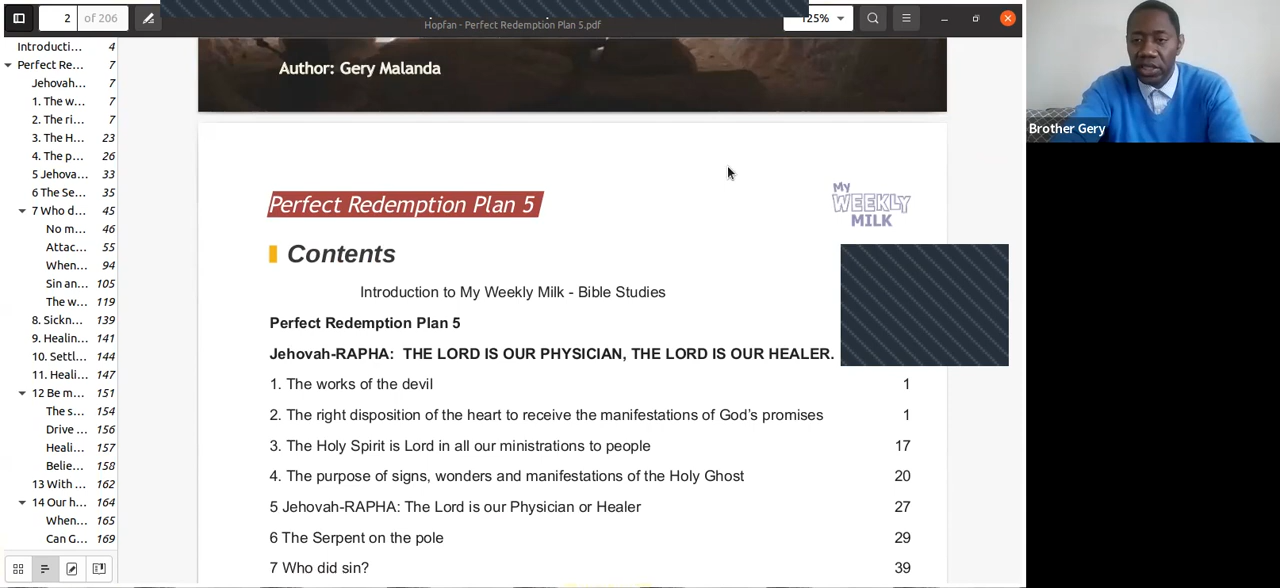 2
of 206
Hopfan - Perfect Redemption Plan 5.pdf
125%
Introducti... 4
Perfect Re... 7
Jehovah... 7
1. The w... 7
2. The ri... 7
3. The H... 23
4. The p... 26
5 Jehova... 33
6 The Se... 35
7 Who d... 45
No m... 46
Attac... 55
When... 94
Sin an... 105
The w... 119
8. Sickn... 139
9. Healin... 141
10. Settl... 144
11. Heali... 147
12 Be m... 151
The s... 154
Drive ... 156
Heali... 157
Belie... 158
13 With ... 162
14 Our h... 164
When... 165
Can G... 169
Author: Gery Malanda
Perfect Redemption Plan 5
My
WEEKLY
MILK
Contents
Introduction to My Weekly Milk - Bible Studies
Perfect Redemption Plan 5
Jehovah-RAPHA: THE LORD IS OUR PHYSICIAN, THE LORD IS OUR HEALER.
1. The works of the devil 1
2. The right disposition of the heart to receive the manifestations of God’s promises 1
3. The Holy Spirit is Lord in all our ministrations to people 17
4. The purpose of signs, wonders and manifestations of the Holy Ghost 20
5 Jehovah-RAPHA: The Lord is our Physician or Healer 27
6 The Serpent on the pole 29
7 Who did sin? 39
Brother Gery